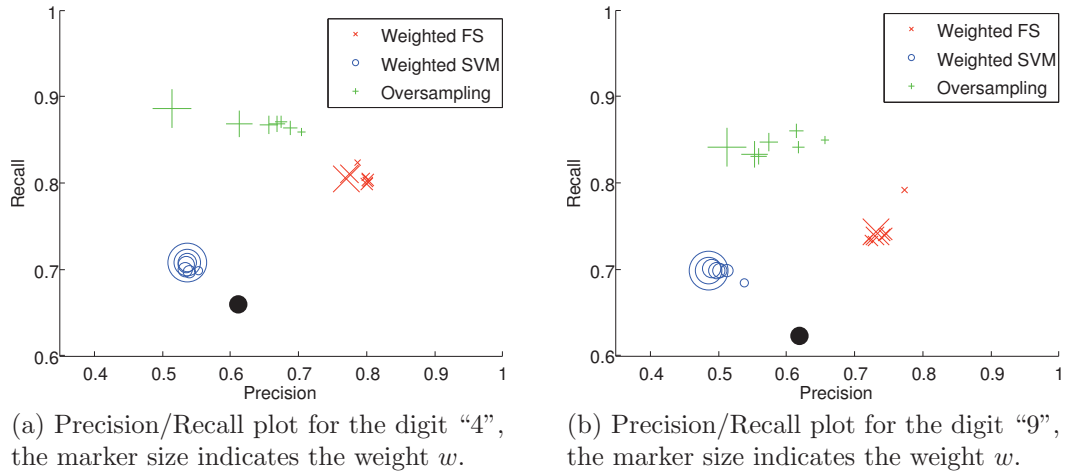 1
0.9
0.8
0.7
0.6
Recall
0.4
0.5
0.6
0.7
0.8
0.9
1
Precision
Weighted FS
Weighted SVM
Oversampling
(a) Precision/Recall plot for the digit “4”,
the marker size indicates the weight w.
1
0.9
0.8
0.7
0.6
Recall
0.4
0.5
0.6
0.7
0.8
0.9
1
Precision
Weighted FS
Weighted SVM
Oversampling
(b) Precision/Recall plot for the digit “9”,
the marker size indicates the weight w.